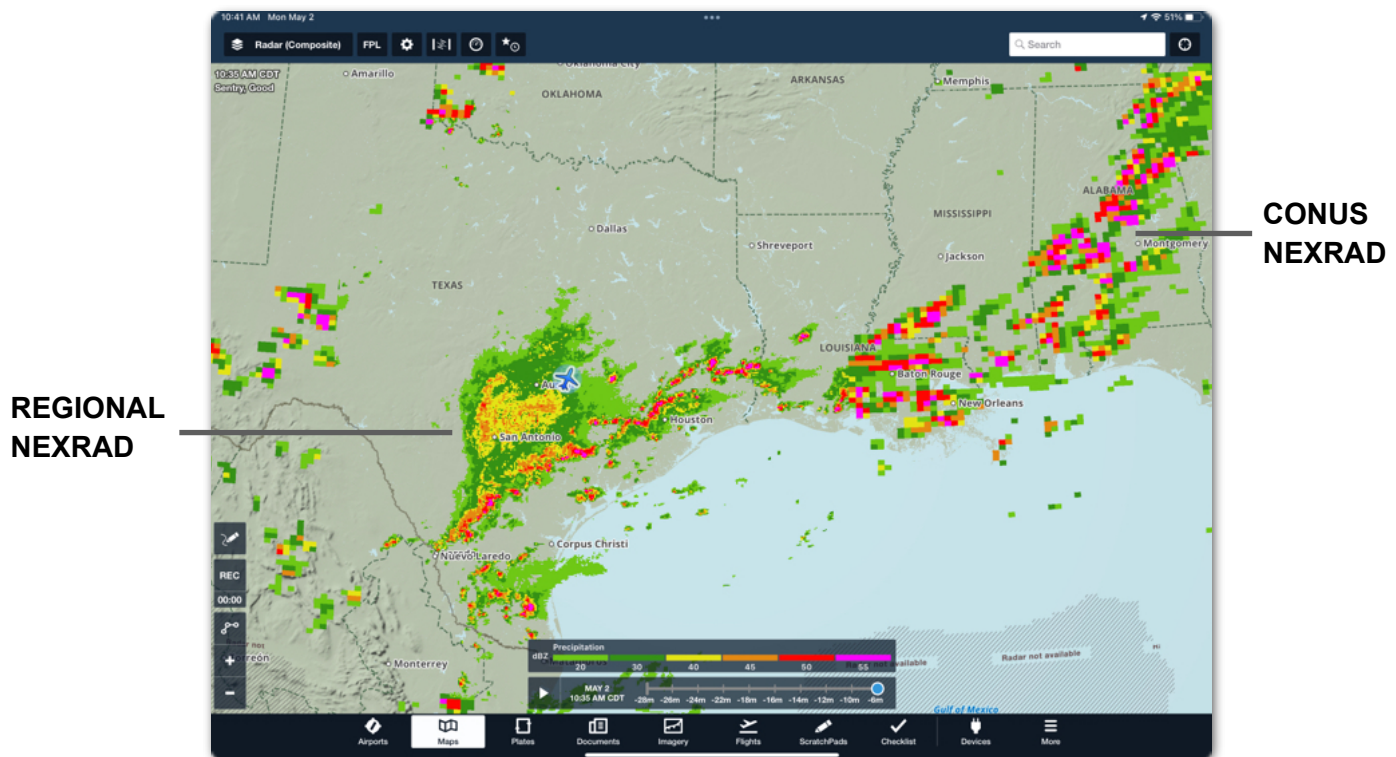 10:41 AM Mon May 2
51%
Radar (Composite)
FPL
Search
10:35 AM CDT
Sentry, Good
Amarillo
Oklahoma City
OKLAHOMA
ARKANSAS
Memphis
ALABAMA
MISSISSIPPI
CONUS
NEXRAD
Dallas
Shreveport
Jackson
Montgomery
TEXAS
LOUISIANA
Baton Rouge
New Orleans
REGIONAL
NEXRAD
Houston
San Antonio
Corpus Christi
Nuevo Laredo
REC
00:00
Monterrey
Precipitation
dBZ 20 30 40 45 50 55
Radar not available
Radar not available
MAY 2
10:35 AM CDT
-28m -26m -24m -22m -18m -16m -14m -12m -10m -6m
Gulf of Mexico
Airports
Maps
Plates
Documents
Imagery
Flights
ScratchPads
Checklist
Devices
More